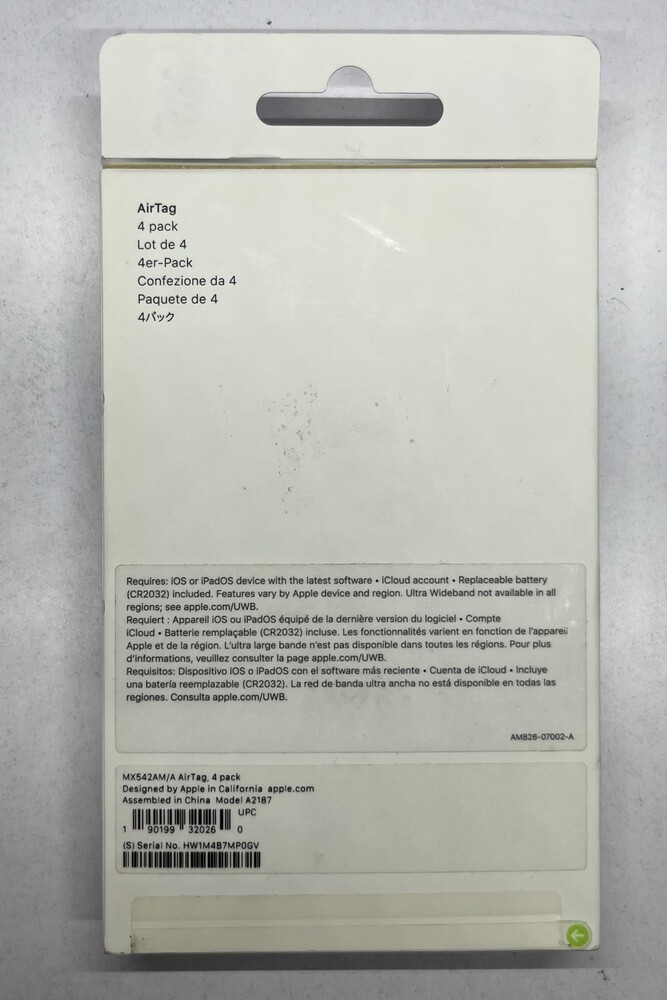 AirTag
4 pack
Lot de 4
4er-Pack
Confezione da 4
Paquete de 4
4パック
Requires: iOS or iPadOS device with the latest software • iCloud account • Replaceable battery
(CR2032) included. Features vary by Apple device and region. Ultra Wideband not available in all
regions; see apple.com/UWB.
Requiert : Appareil iOS ou iPadOS équipé de la dernière version du logiciel • Compte
iCloud • Batterie remplaçable (CR2032) incluse. Les fonctionnalités varient en fonction de l'appareil
Apple et de la région. L'ultra large bande n'est pas disponible dans toutes les régions. Pour plus
d'informations, veuillez consulter la page apple.com/UWB.
Requisitos: Dispositivo iOS o iPadOS con el software más reciente • Cuenta de iCloud • Incluye
una batería reemplazable (CR2032). La red de banda ultra ancha no está disponible en todas las
regiones. Consulta apple.com/UWB.
AM826-07002-A
MX542AM/A AirTag, 4 pack
Designed by Apple in California apple.com
Assembled in China Model A2187
UPC
1 90199 32026 0
(S) Serial No. HW1M4B7MP0GV